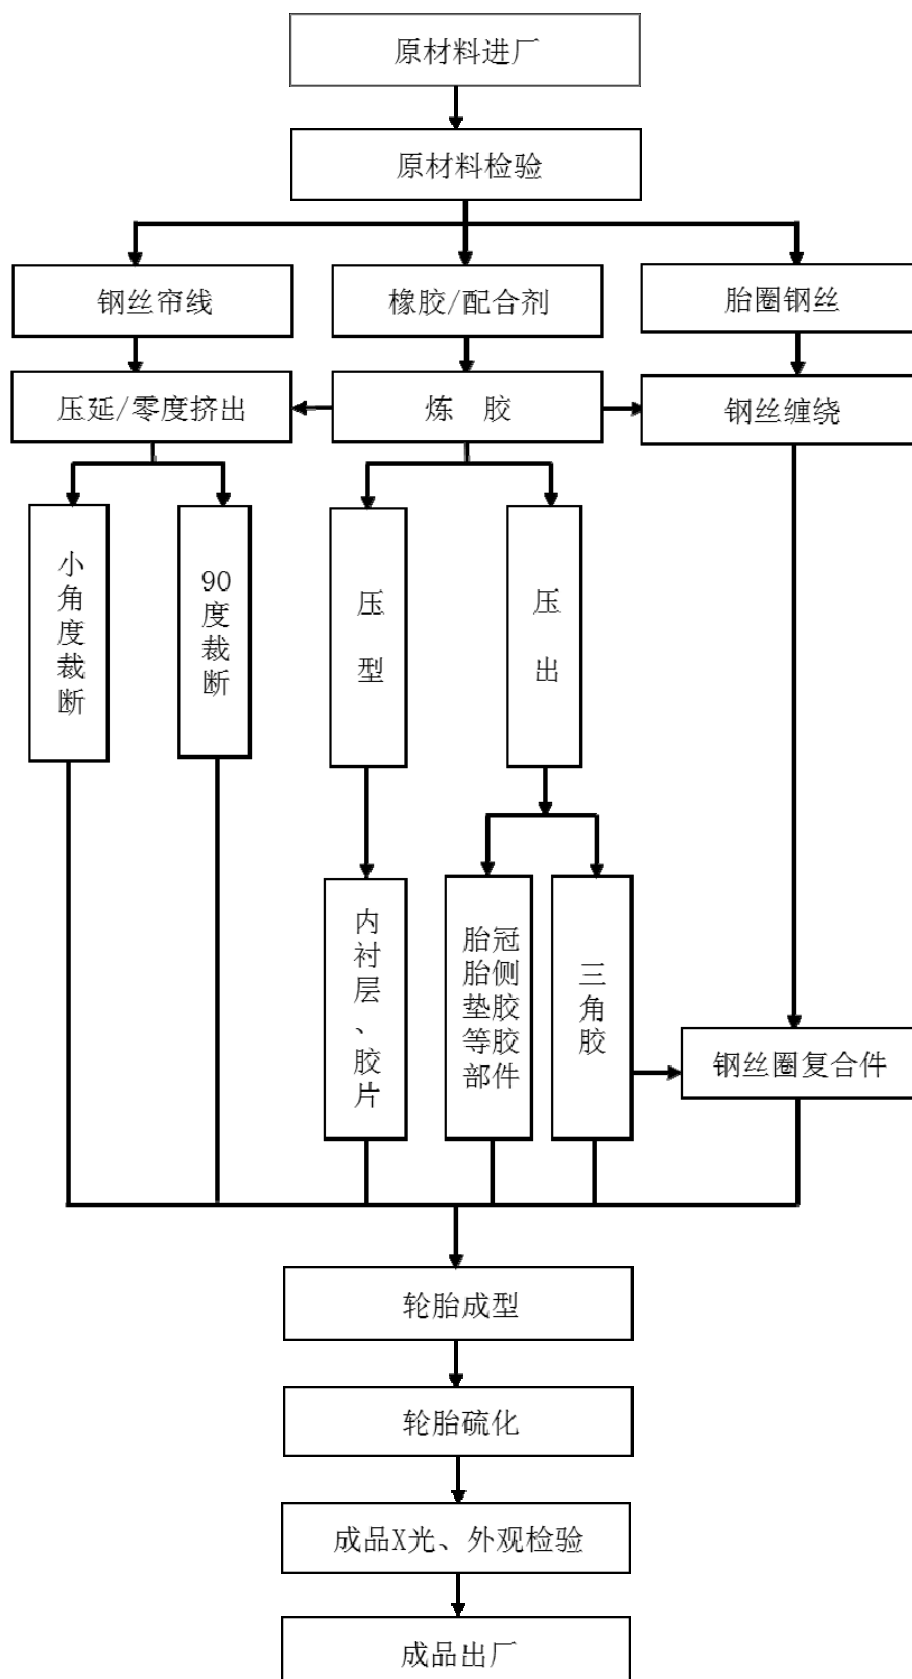 原材料进厂
原材料检验
钢丝帘线
橡胶/配合剂
胎圈钢丝
压延/零度挤出
炼 胶
钢丝缠绕
小角度裁断
90度裁断
压型
压出
内衬层、胶片
胎冠
胎侧
垫胶
等胶
部件
三角胶
钢丝圈复合件
轮胎成型
轮胎硫化
成品X光、外观检验
成品出厂